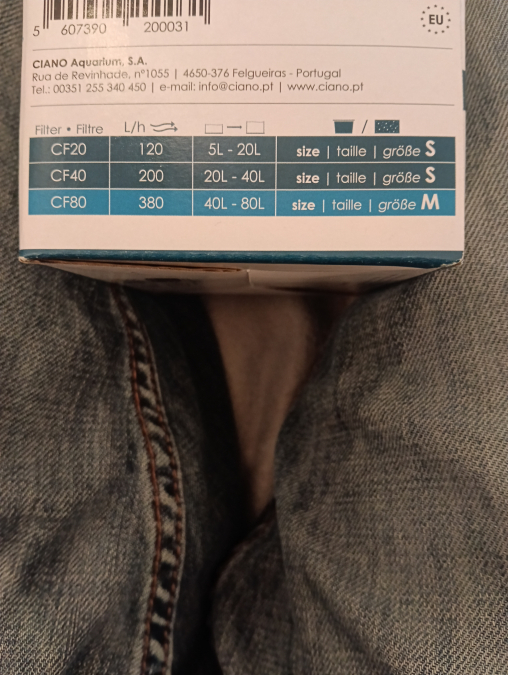 5 607390 200031
EU
CIANO Aquarium, S.A.
Rua de Revinhade, nº1055 | 4650-376 Felgueiras - Portugal
Tel.: 00351 255 340 450 | e-mail: info@ciano.pt | www.ciano.pt
Filter • Filtre L/h /
CF20 120 5L - 20L size | taille | größe S
CF40 200 20L - 40L size | taille | größe S
CF80 380 40L - 80L size | taille | größe M